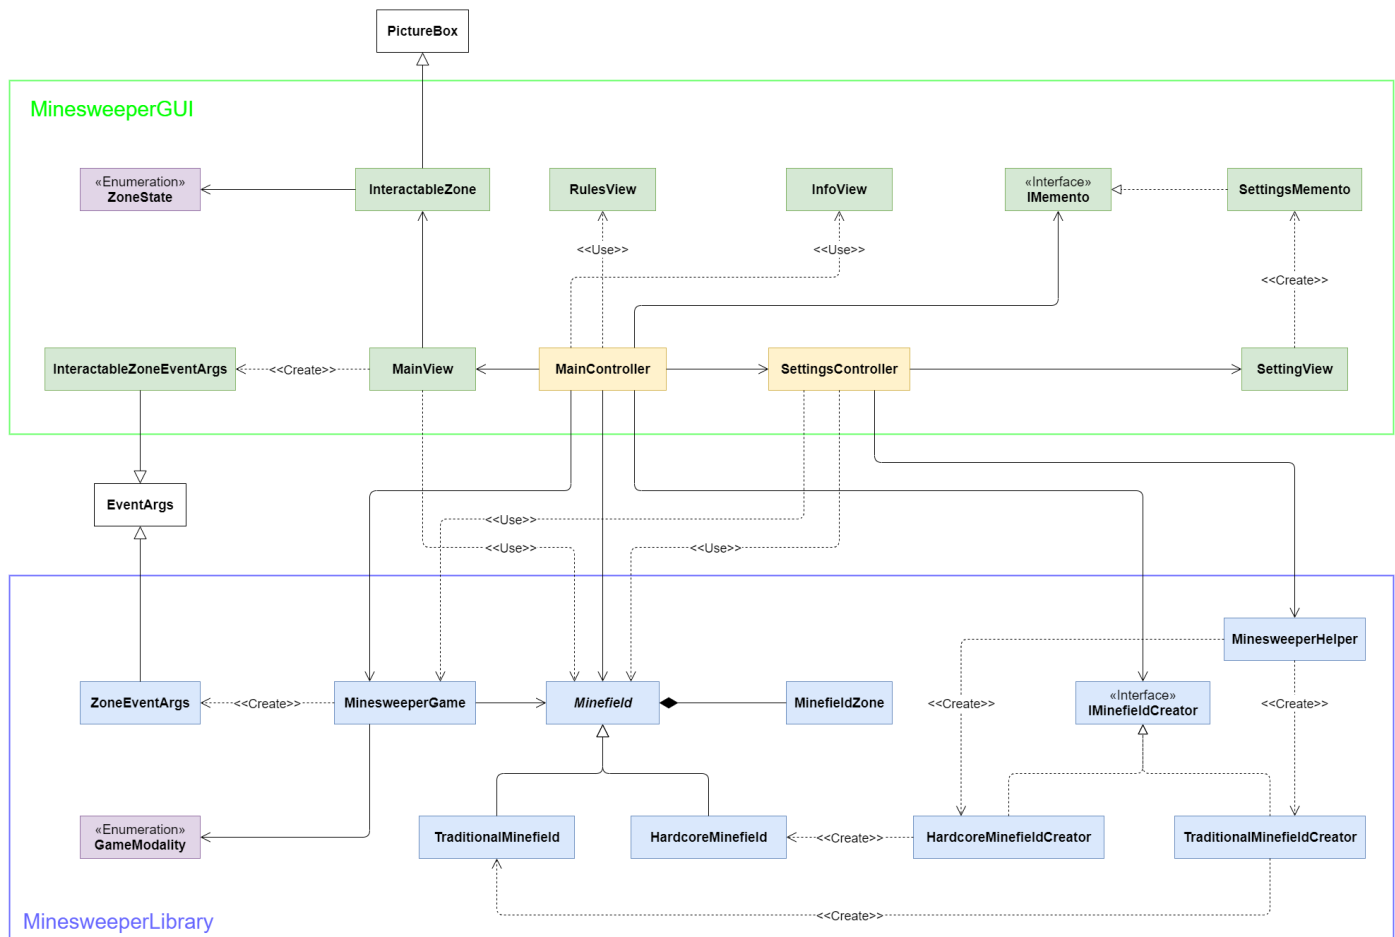 PictureBox
MinesweeperGUI
«Enumeration»
ZoneState
InteractableZone
RulesView
InfoView
«Interface»
IMemento
SettingsMemento
<<Use>>
<<Use>>
<<Create>>
InteractableZoneEventArgs
<<Create>>
MainView
MainController
SettingsController
SettingView
EventArgs
<<Use>>
<<Use>>
<<Use>>
MinesweeperHelper
ZoneEventArgs
<<Create>>
MinesweeperGame
Minefield
MinefieldZone
<<Create>>
«Interface»
IMinefieldCreator
<<Create>>
«Enumeration»
GameModality
TraditionalMinefield
HardcoreMinefield
<<Create>>
HardcoreMinefieldCreator
TraditionalMinefieldCreator
<<Create>>
MinesweeperLibrary